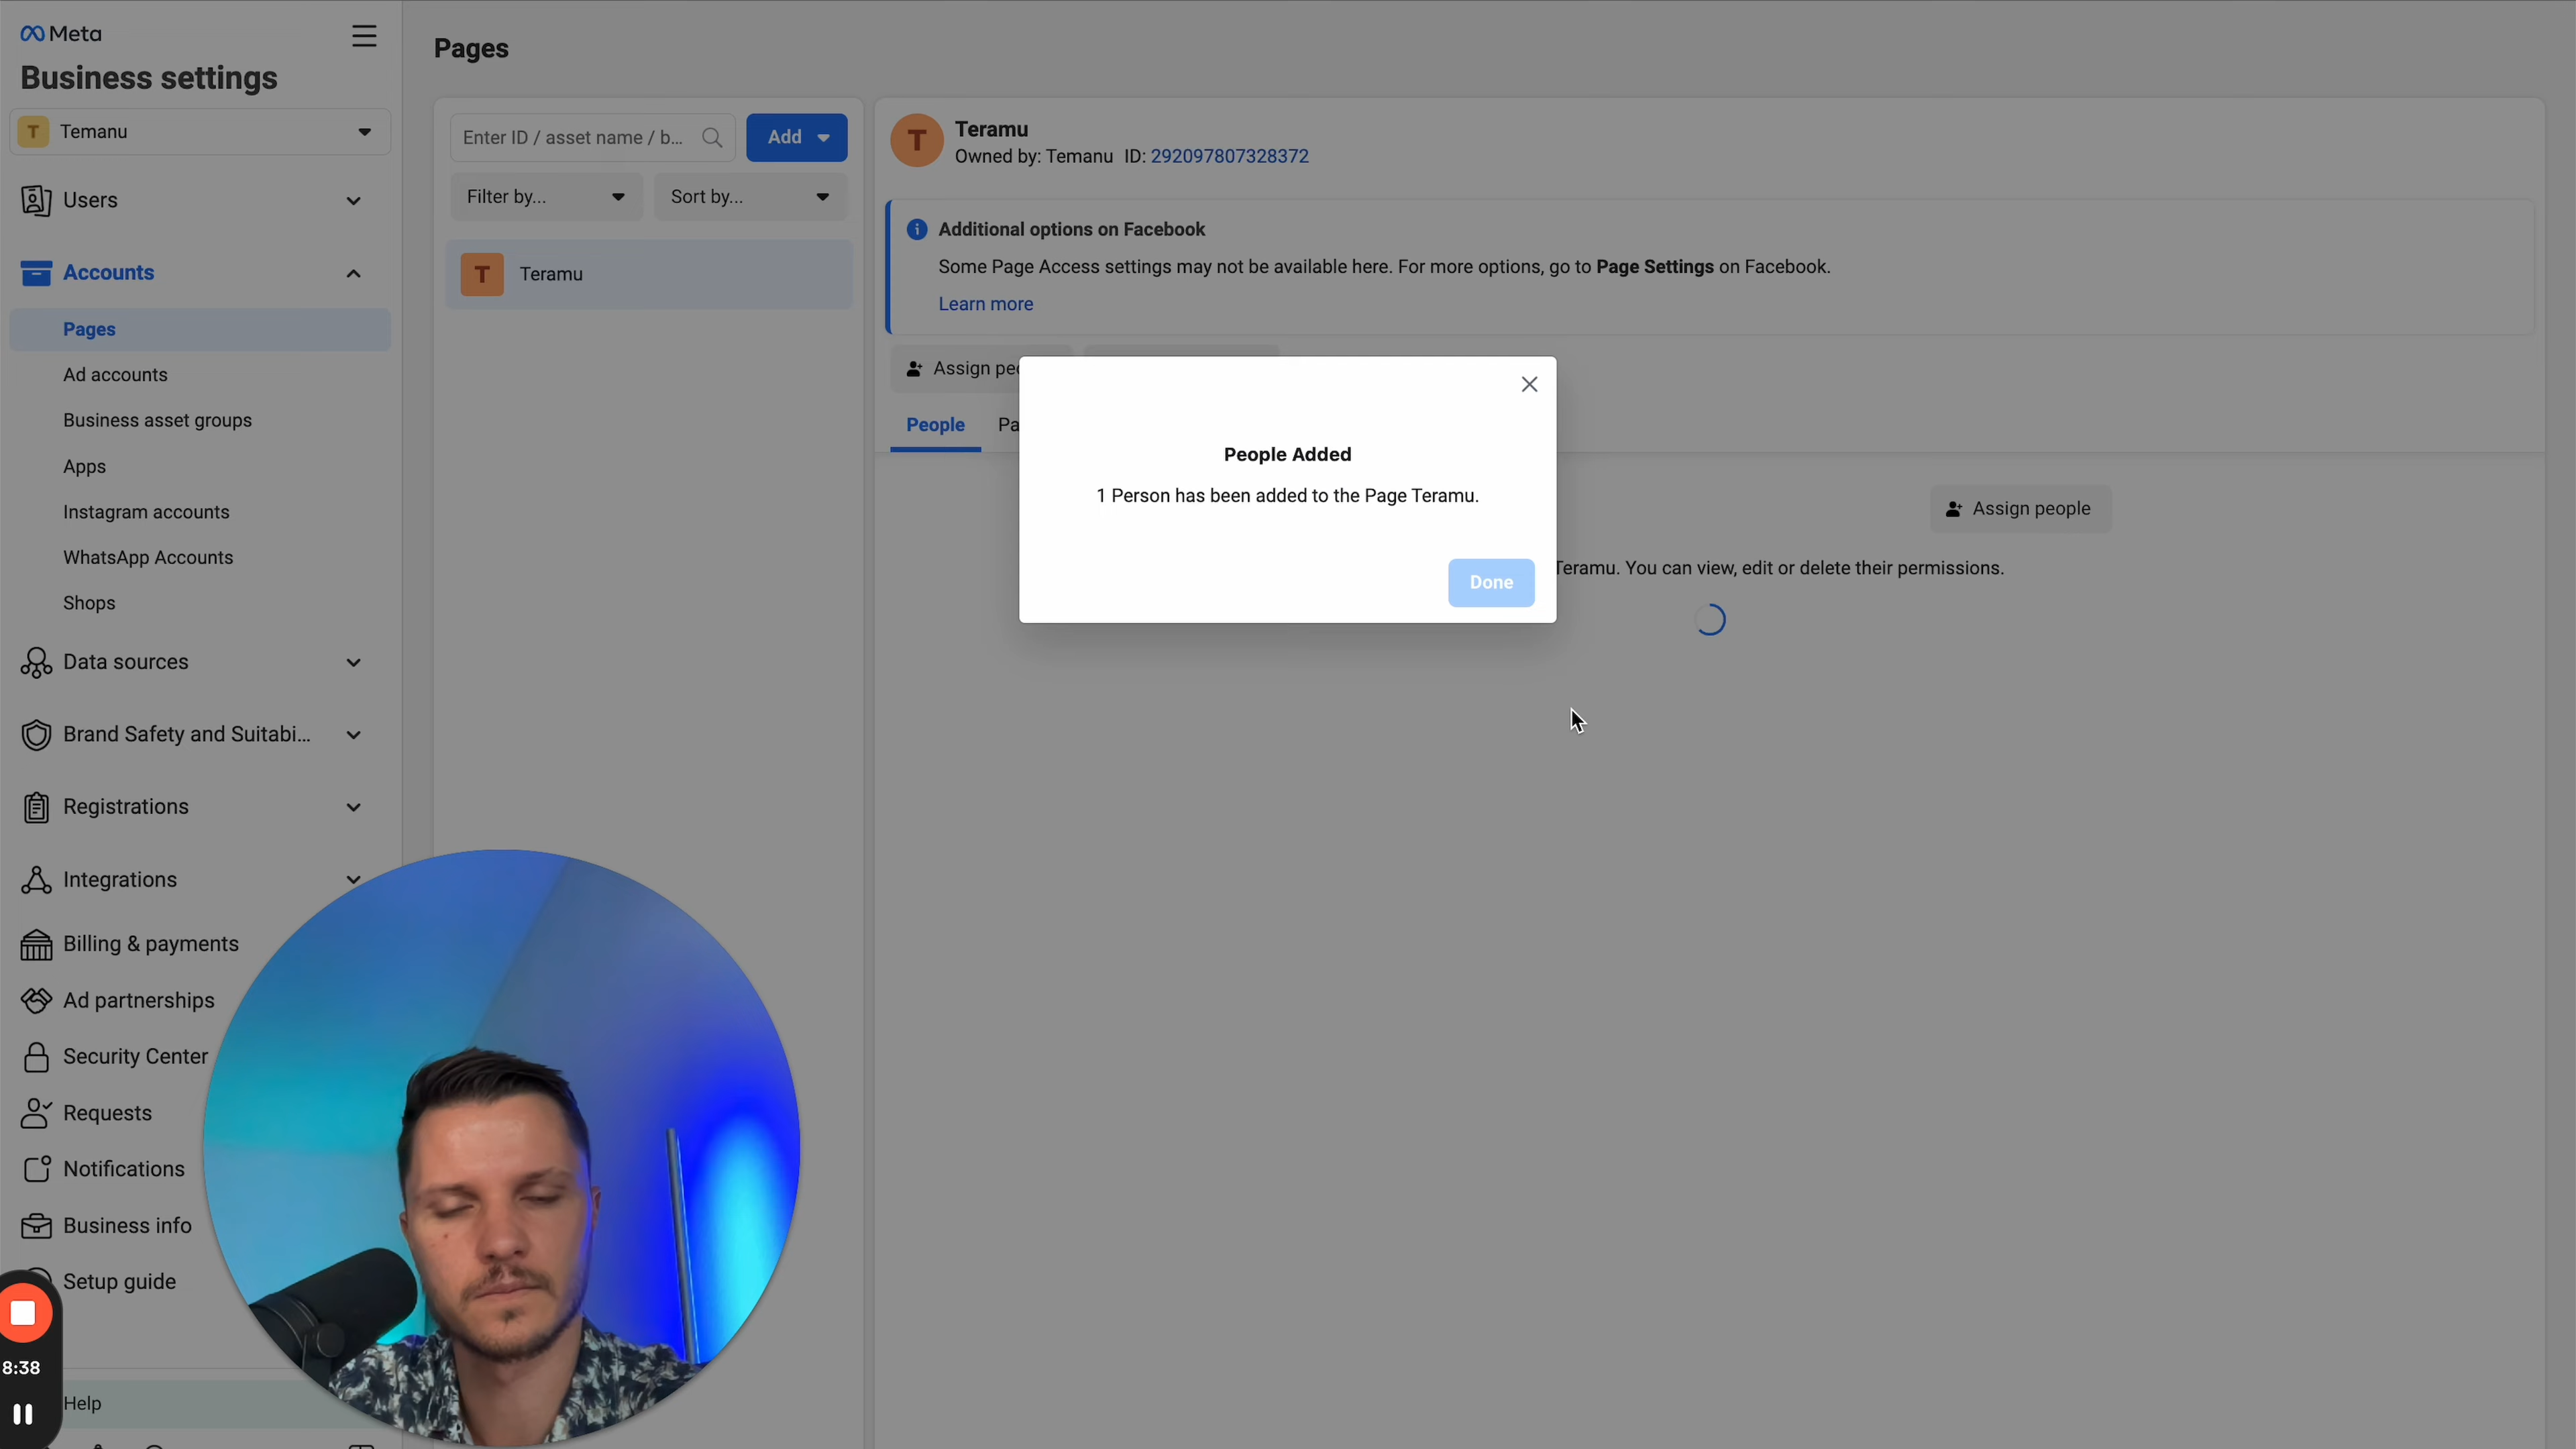 Meta
Business settings
T Temanu
Users
Accounts
Pages
Ad accounts
Business asset groups
Apps
Instagram accounts
WhatsApp Accounts
Shops
Data sources
Brand Safety and Suitabi...
Registrations
Integrations
Billing & payments
Ad partnerships
Security Center
Requests
Notifications
Business info
Setup guide
8:38
Help
Pages
Enter ID / asset name / b...
Add
Filter by...
Sort by...
T Teramu
T
Teramu
Owned by: Temanu ID: 292097807328372
Additional options on Facebook
Some Page Access settings may not be available here. For more options, go to Page Settings on Facebook.
Learn more
Assign peo
People Pa
Assign people
Teramu. You can view, edit or delete their permissions.
People Added
1 Person has been added to the Page Teramu.
Done